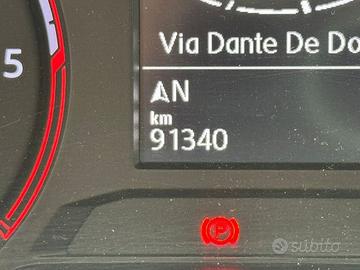 Via Dante De Do
5
N
km
91340
P
subito